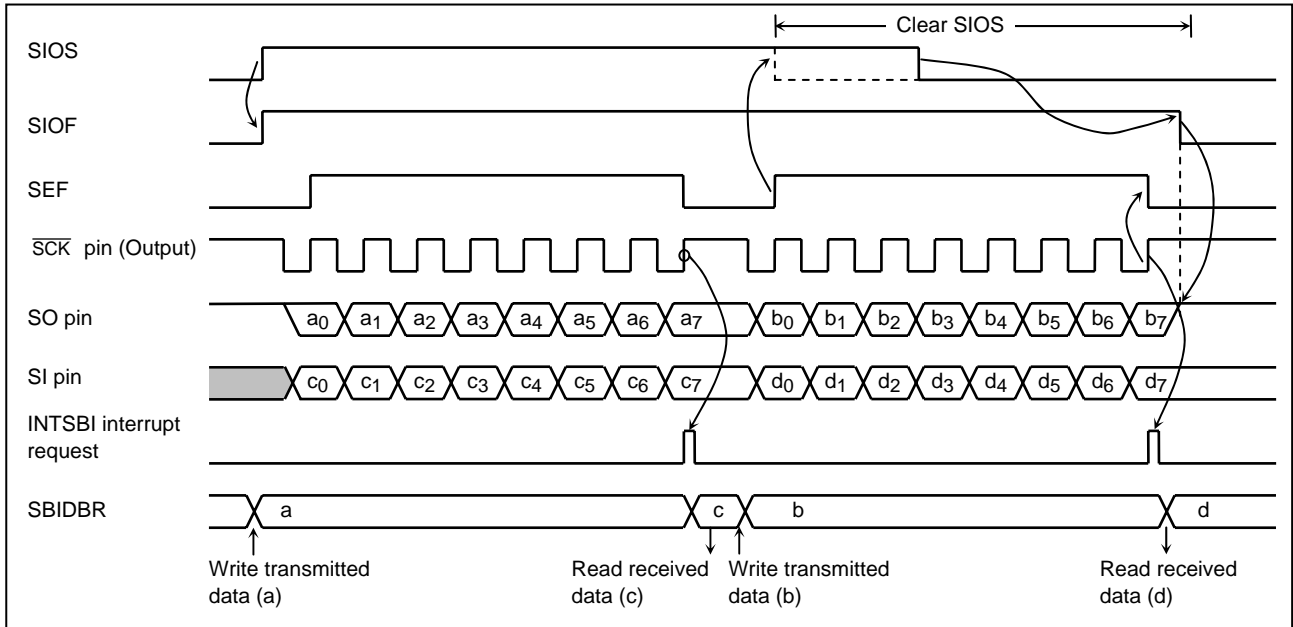 Clear SIOS
SIOS
SIOF
SEF
SCK pin (Output)
SO pin a0 a1 a2 a3 a4 a5 a6 a7 b0 b1 b2 b3 b4 b5 b6 b7
SI pin c0 c1 c2 c3 c4 c5 c6 c7 d0 d1 d2 d3 d4 d5 d6 d7
INTSBI interrupt
request
SBIDBR a c b d
Write transmitted
data (a)
Read received
data (c)
Write transmitted
data (b)
Read received
data (d)